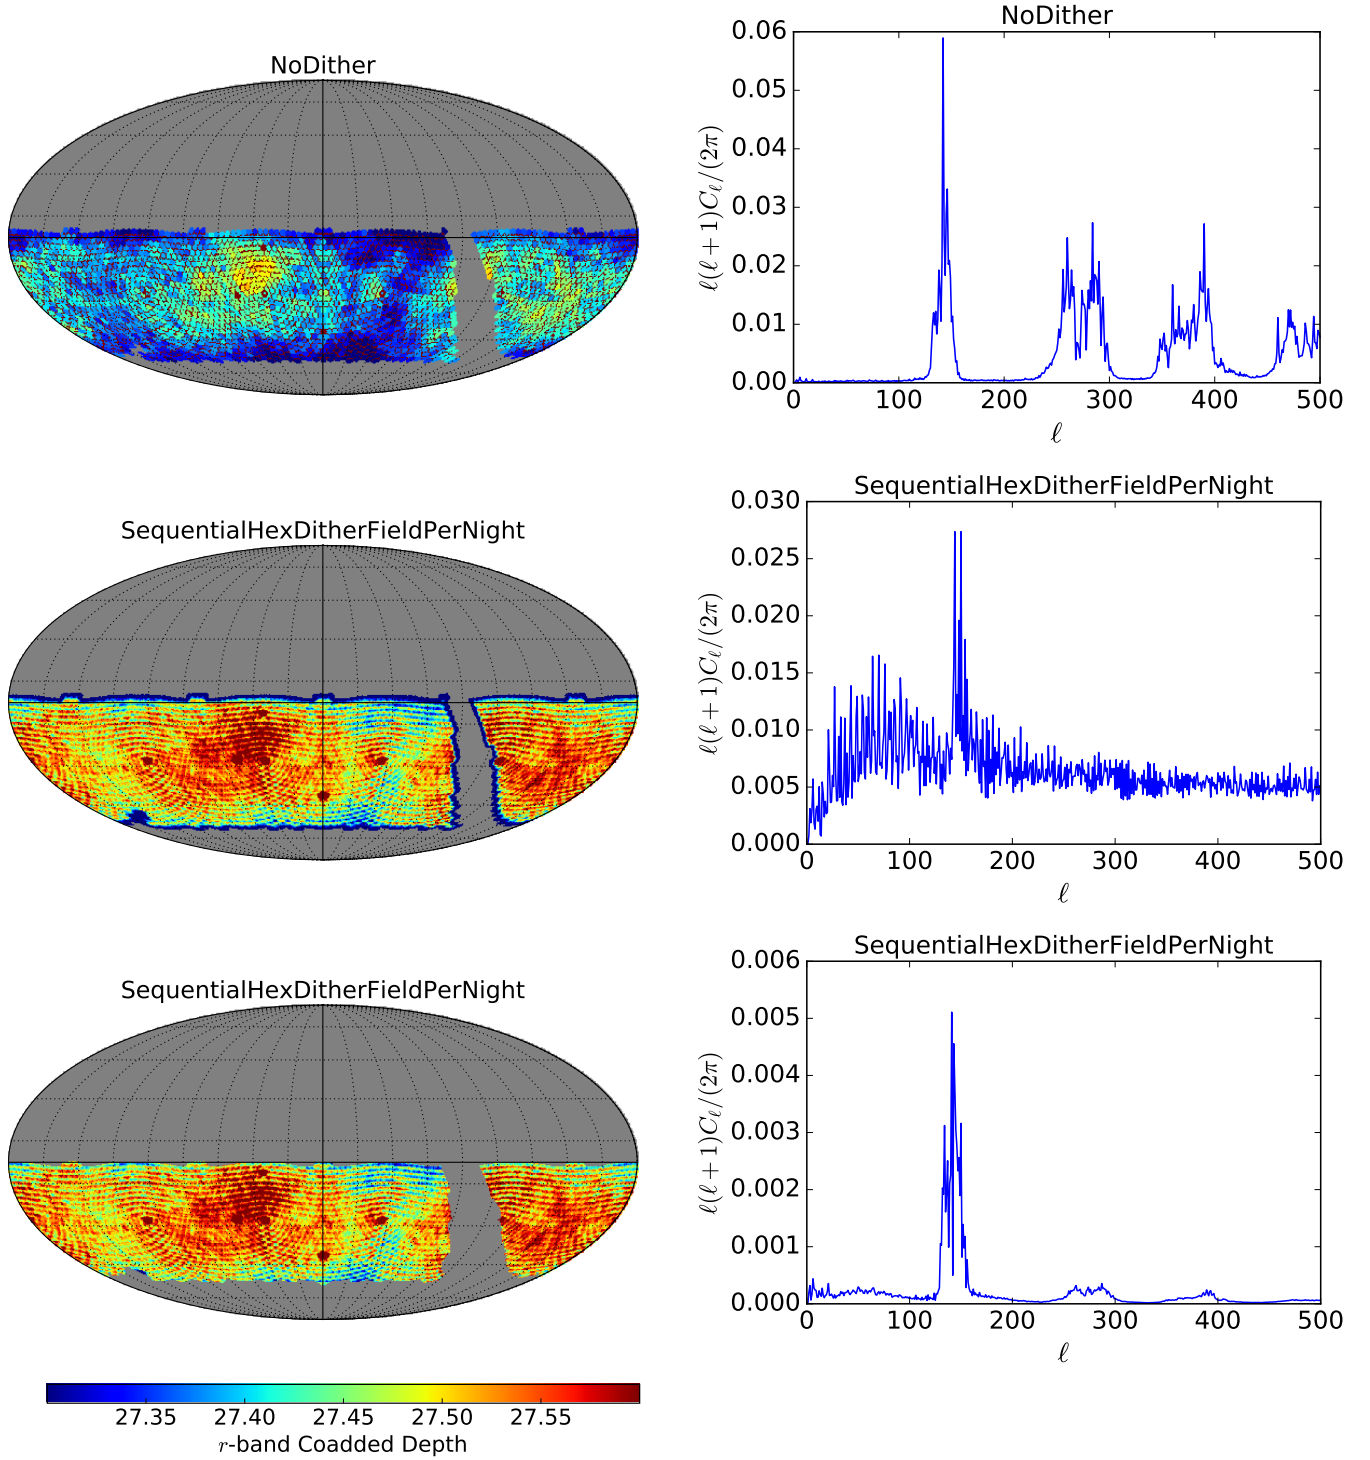 NoDither
NoDither
0.06
0.05
0.04
0.03
0.02
0.01
0.00
ℓ(ℓ + 1)Cℓ/(2π)
0 100 200 300 400 500
ℓ
SequentialHexDitherFieldPerNight
SequentialHexDitherFieldPerNight
0.030
0.025
0.020
0.015
0.010
0.005
0.000
ℓ(ℓ + 1)Cℓ/(2π)
0 100 200 300 400 500
ℓ
SequentialHexDitherFieldPerNight
SequentialHexDitherFieldPerNight
0.006
0.005
0.004
0.003
0.002
0.001
0.000
ℓ(ℓ + 1)Cℓ/(2π)
0 100 200 300 400 500
ℓ
27.35 27.40 27.45 27.50 27.55
r-band Coadded Depth